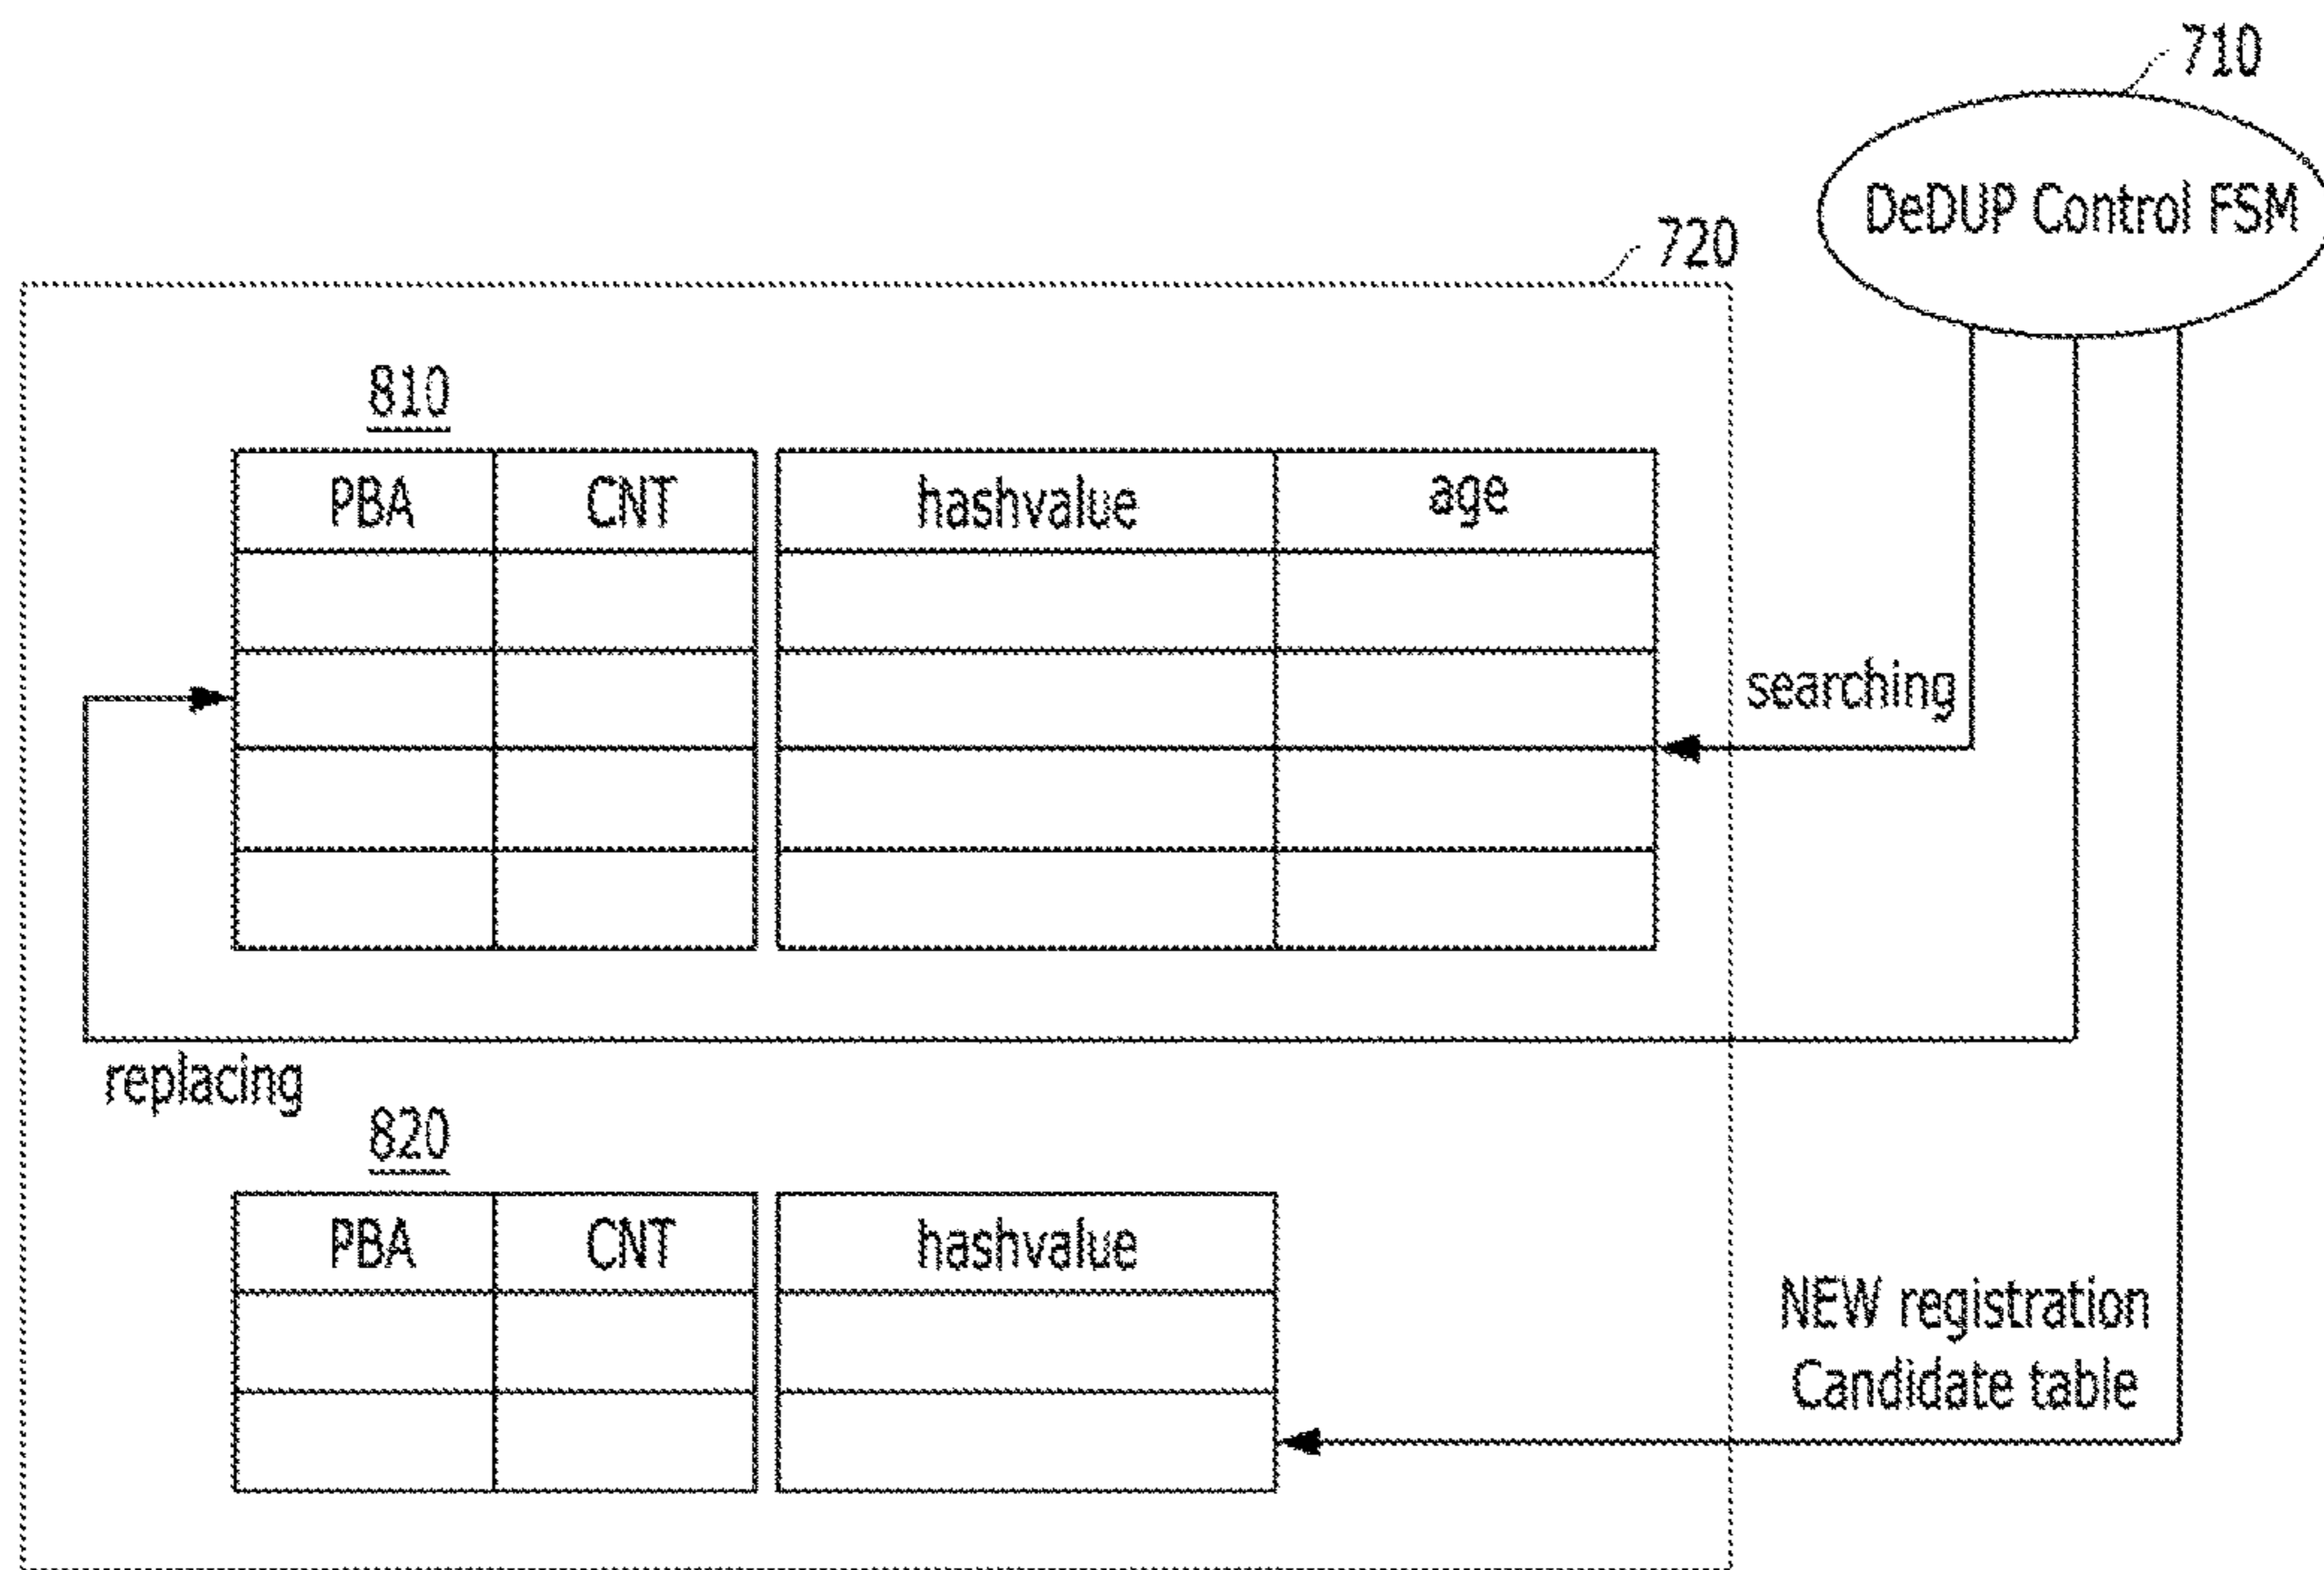 710
DeDUP Control FSM
720
810
PBA CNT hashvalue age
searching
replacing
820
PBA CNT hashvalue
NEW registration
Candidate table